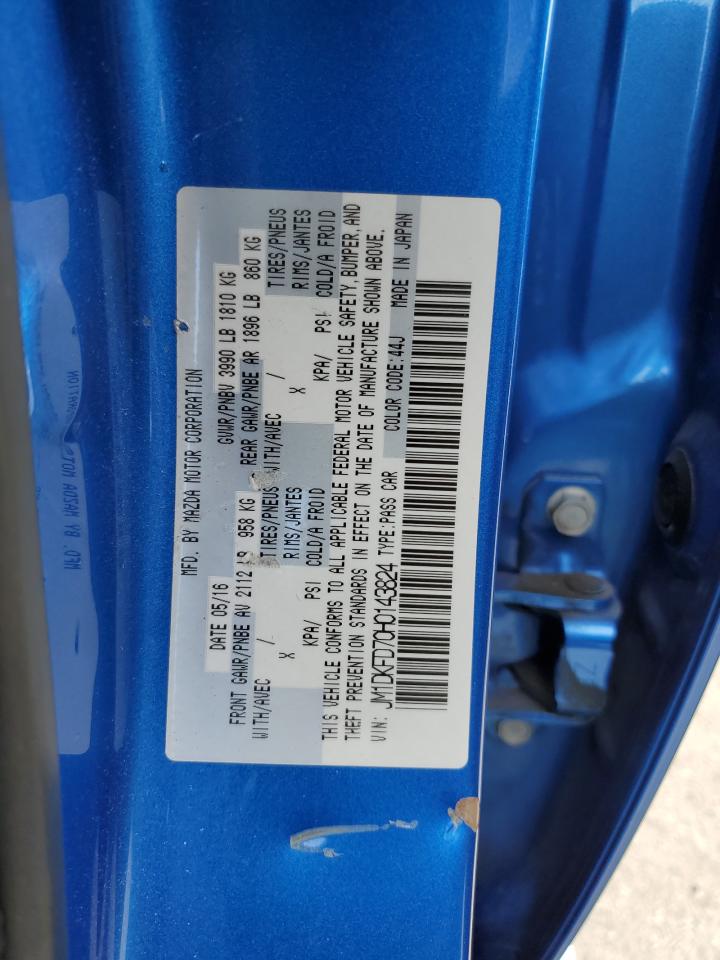 MFD. BY MAZDA MOTOR CORPORATION
DATE 05/16 GVWR/PNBV 3990 LB 1810 KG
FRONT GAWR/PNBE AV 2112 LB 958 KG REAR GAWR/PNBE AR 1896 LB 860 KG
WITH/AVEC / TIRES/PNEUS WITH/AVEC / TIRES/PNEUS
X RIMS/JANTES X RIMS/JANTES
KPA/ PSI COLD/A FROID KPA/ PSI COLD/A FROID
THIS VEHICLE CONFORMS TO ALL APPLICABLE FEDERAL MOTOR VEHICLE SAFETY, BUMPER, AND
THEFT PREVENTION STANDARDS IN EFFECT ON THE DATE OF MANUFACTURE SHOWN ABOVE.
VIN: JM1DKFD70H0143824 TYPE:PASS CAR COLOR CODE:44J MADE IN JAPAN